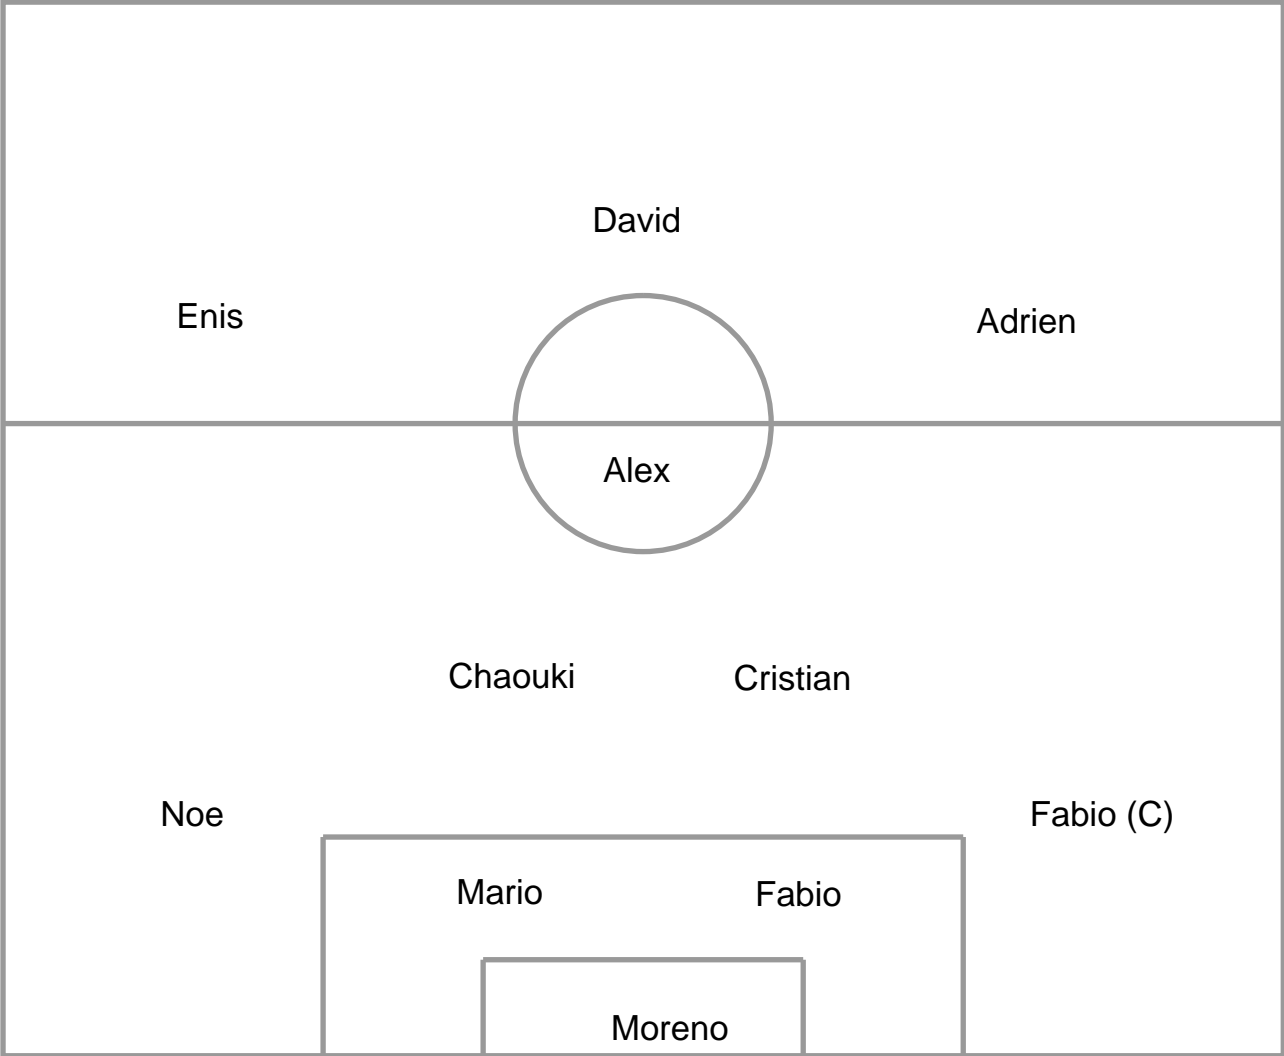 David
Enis
Adrien
Alex
Chaouki
Cristian
Noe
Fabio (C)
Mario
Fabio
Moreno